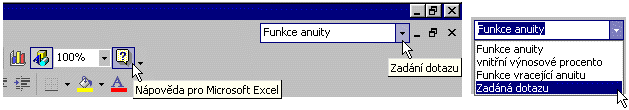 Funkce anuity
100%
?
A
Zadání dotazu
Nápověda pro Microsoft Excel
Funkce anuity
Funkce anuity
vnitřní výnosové procento
Funkce vracející anuitu
Zadáná dotazu